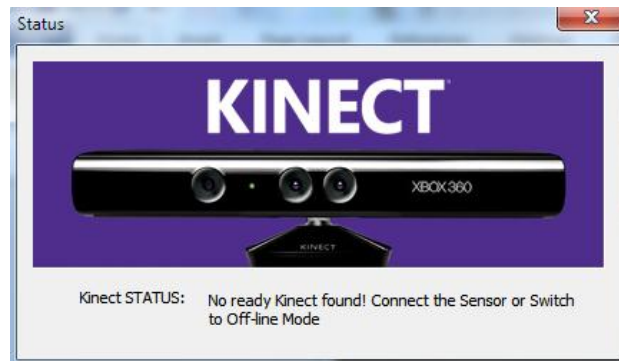 Status
KINECT
XBOX 360
KINECT
Kinect STATUS: No ready Kinect found! Connect the Sensor or Switch
to Off-line Mode